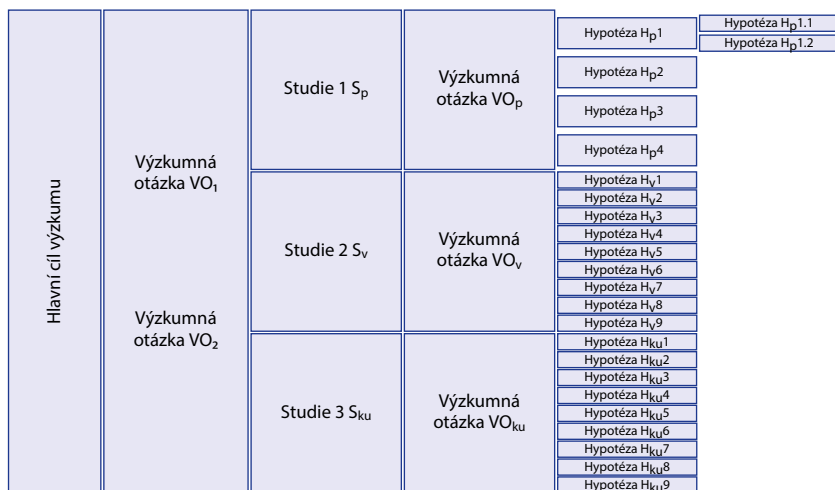 Hlavní cíl výzkumu
Výzkumná
otázka VO₁
Výzkumná
otázka VO₂
Studie 1 Sₚ
Výzkumná
otázka VOₚ
Hypotéza Hₚ1
Hypotéza Hₚ1.1
Hypotéza Hₚ1.2
Hypotéza Hₚ2
Hypotéza Hₚ3
Hypotéza Hₚ4
Studie 2 Sᵥ
Výzkumná
otázka VOᵥ
Hypotéza Hᵥ1
Hypotéza Hᵥ2
Hypotéza Hᵥ3
Hypotéza Hᵥ4
Hypotéza Hᵥ5
Hypotéza Hᵥ6
Hypotéza Hᵥ7
Hypotéza Hᵥ8
Hypotéza Hᵥ9
Studie 3 Sₖᵤ
Výzkumná
otázka VOₖᵤ
Hypotéza Hₖᵤ1
Hypotéza Hₖᵤ2
Hypotéza Hₖᵤ3
Hypotéza Hₖᵤ4
Hypotéza Hₖᵤ5
Hypotéza Hₖᵤ6
Hypotéza Hₖᵤ7
Hypotéza Hₖᵤ8
Hypotéza Hₖᵤ9